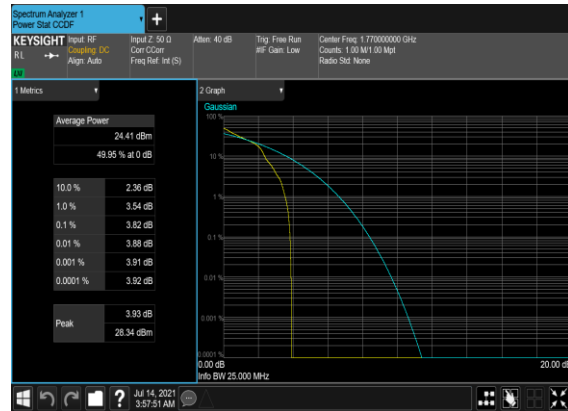 Spectrum Analyzer 1
Power Stat CCDF
+
KEYSIGHT
RL
LXI
Input: RF
Coupling: DC
Align: Auto
Input Z: 50 Ω
Corr CCorr
Freq Ref: Int (S)
Atten: 40 dB
Trig: Free Run
#IF Gain: Low
Center Freq: 1.770000000 GHz
Counts: 1.00 M/1.00 Mpt
Radio Std: None
1 Metrics
Average Power
24.41 dBm
49.95 % at 0 dB
10.0 % 2.36 dB
1.0 % 3.54 dB
0.1 % 3.82 dB
0.01 % 3.88 dB
0.001 % 3.91 dB
0.0001 % 3.92 dB
Peak
3.93 dB
28.34 dBm
2 Graph
Gaussian
100 %
10 %
1 %
0.1 %
0.01 %
0.001 %
0.0001 %
0.00 dB 20.00 dB
Info BW 25.000 MHz
?
Jul 14, 2021
3:57:51 AM